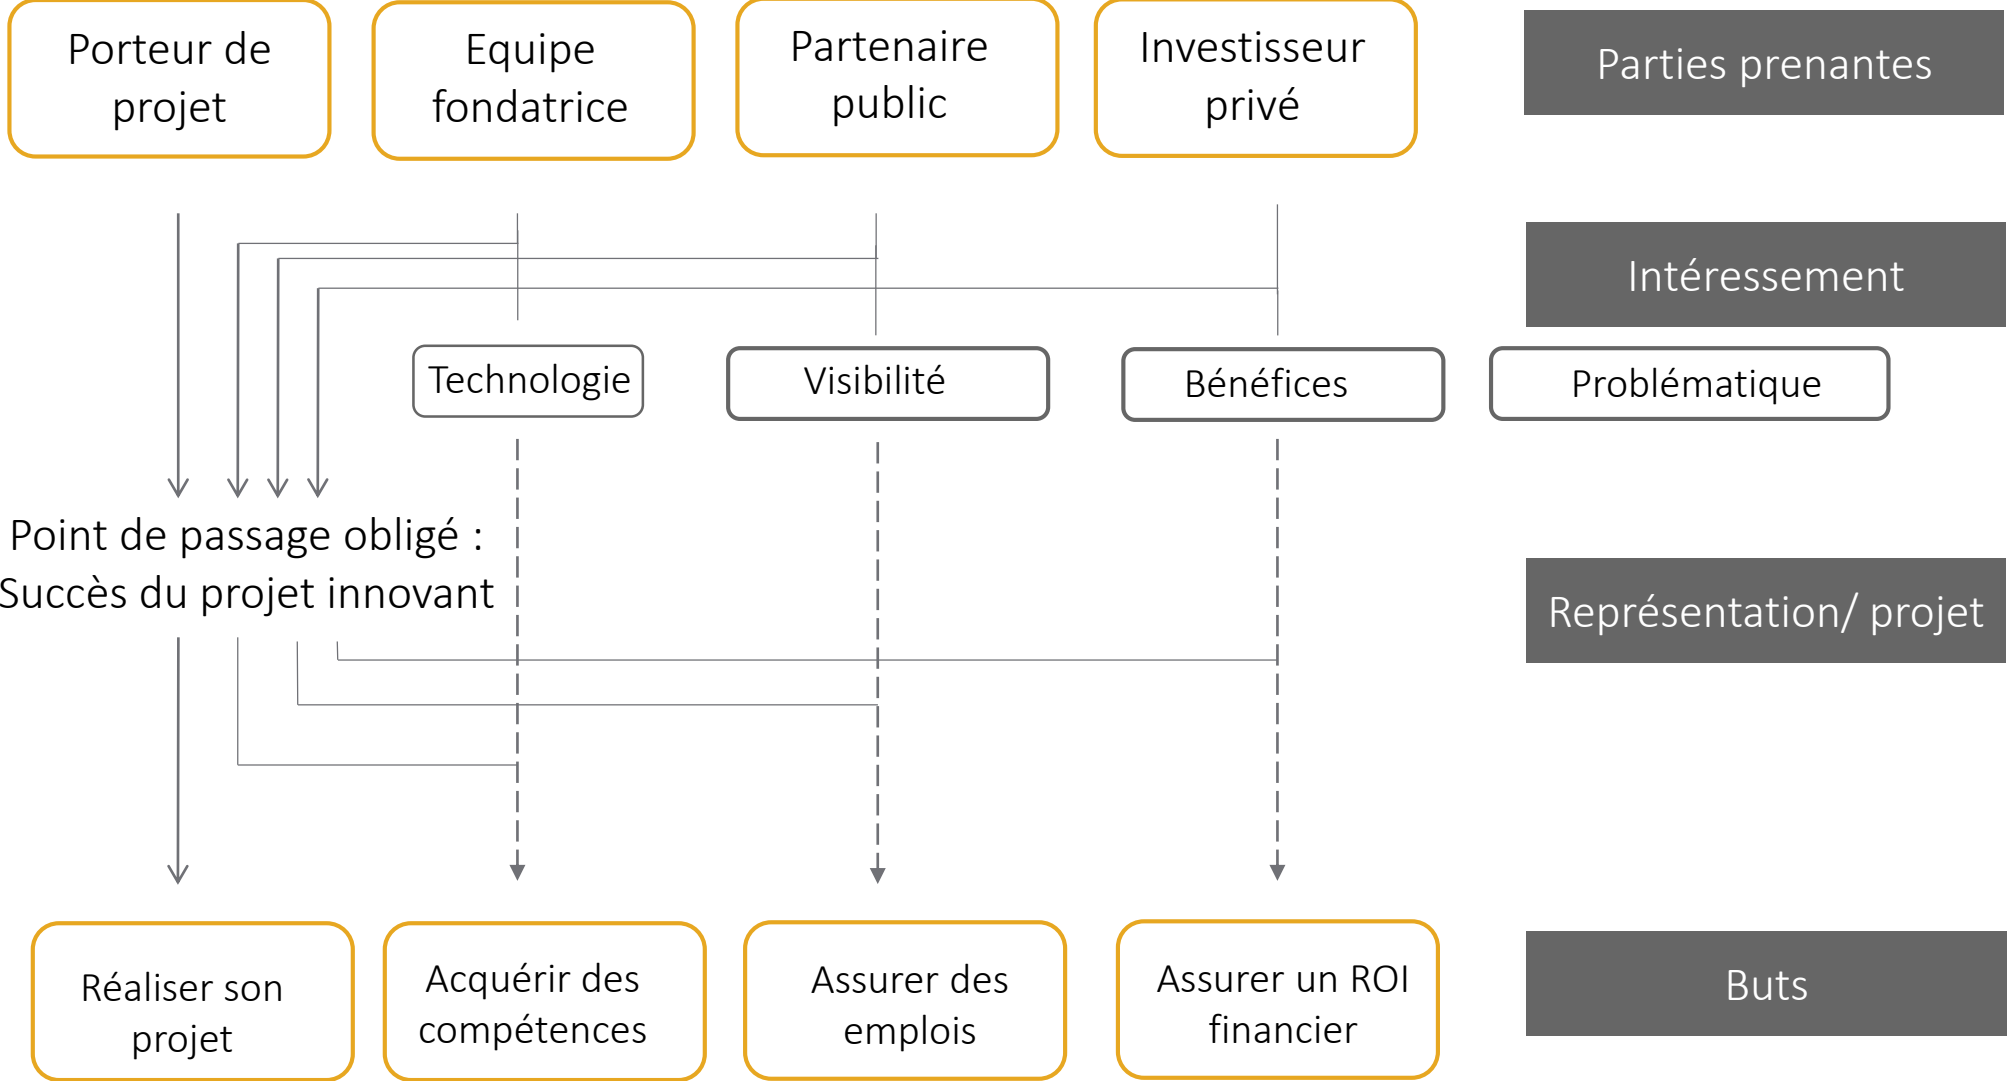 Porteur de
projet
Equipe
fondatrice
Partenaire
public
Investisseur
privé
Parties prenantes
Intéressement
Technologie
Visibilité
Bénéfices
Problématique
Point de passage obligé :
Succès du projet innovant
Représentation/ projet
Réaliser son
projet
Acquérir des
compétences
Assurer des
emplois
Assurer un ROI
financier
Buts